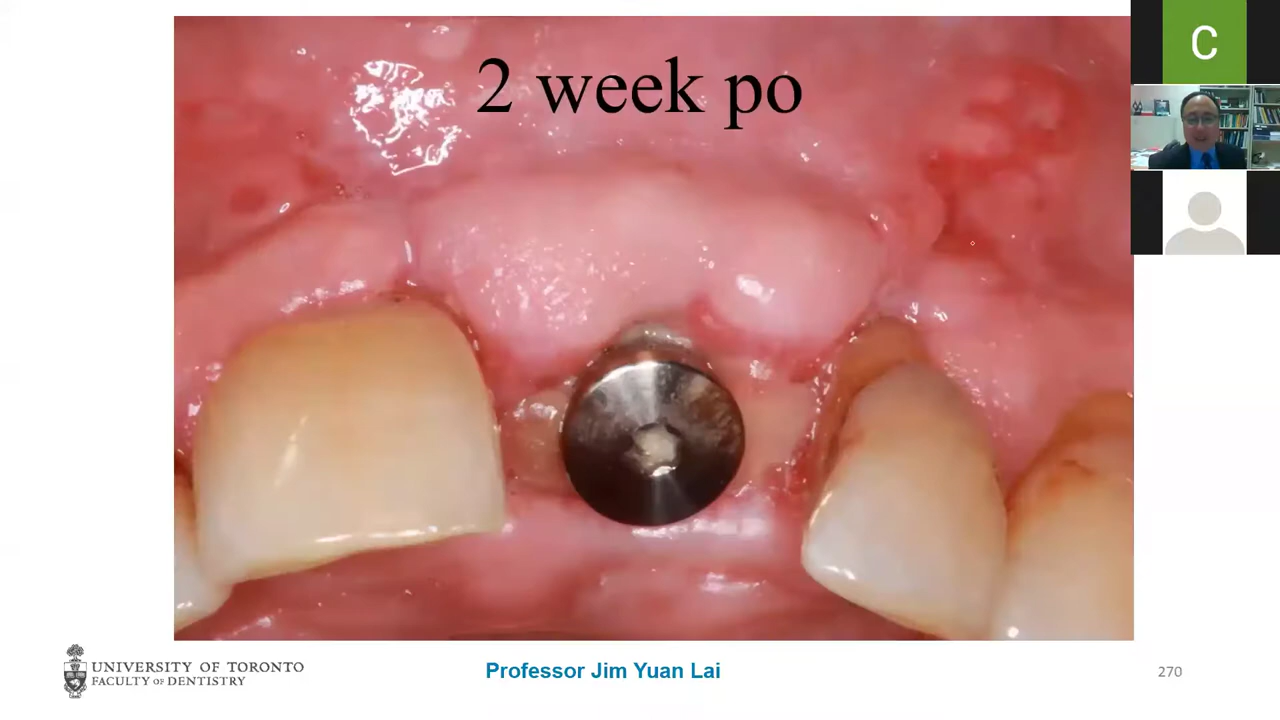 2 week po
C
UNIVERSITY OF TORONTO
FACULTY OF DENTISTRY
Professor Jim Yuan Lai
270